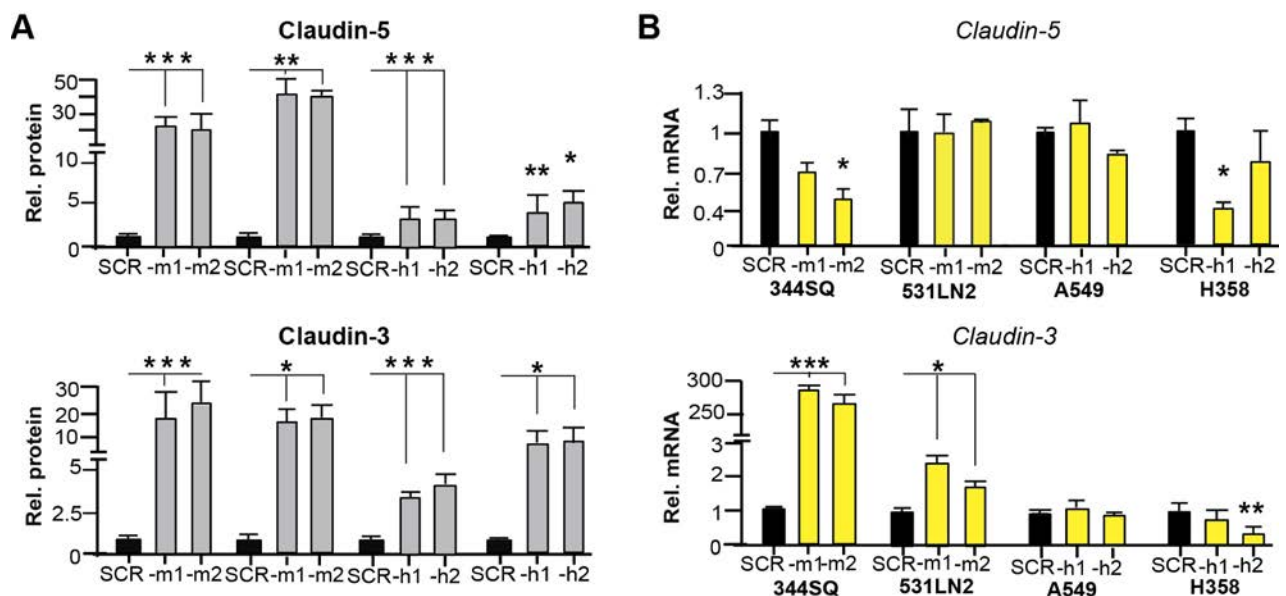 A
Claudin-5
*** ** ***
50
30
10
5
0
Rel. protein
** *
SCR -m1 -m2 SCR -m1 -m2 SCR -h1 -h2 SCR -h1 -h2
Claudin-3
*** * *** *
30
20
10
5
2.5
0
Rel. protein
SCR -m1 -m2 SCR -m1 -m2 SCR -h1 -h2 SCR -h1 -h2
B
Claudin-5
1.3
1
0.7
0.4
0
Rel. mRNA
* *
SCR -m1 -m2 SCR -m1 -m2 SCR -h1 -h2 SCR -h1 -h2
344SQ 531LN2 A549 H358
Claudin-3
*** *
300
250
3
2
1
0
Rel. mRNA
**
SCR -m1 -m2 SCR -m1 -m2 SCR -h1 -h2 SCR -h1 -h2
344SQ 531LN2 A549 H358